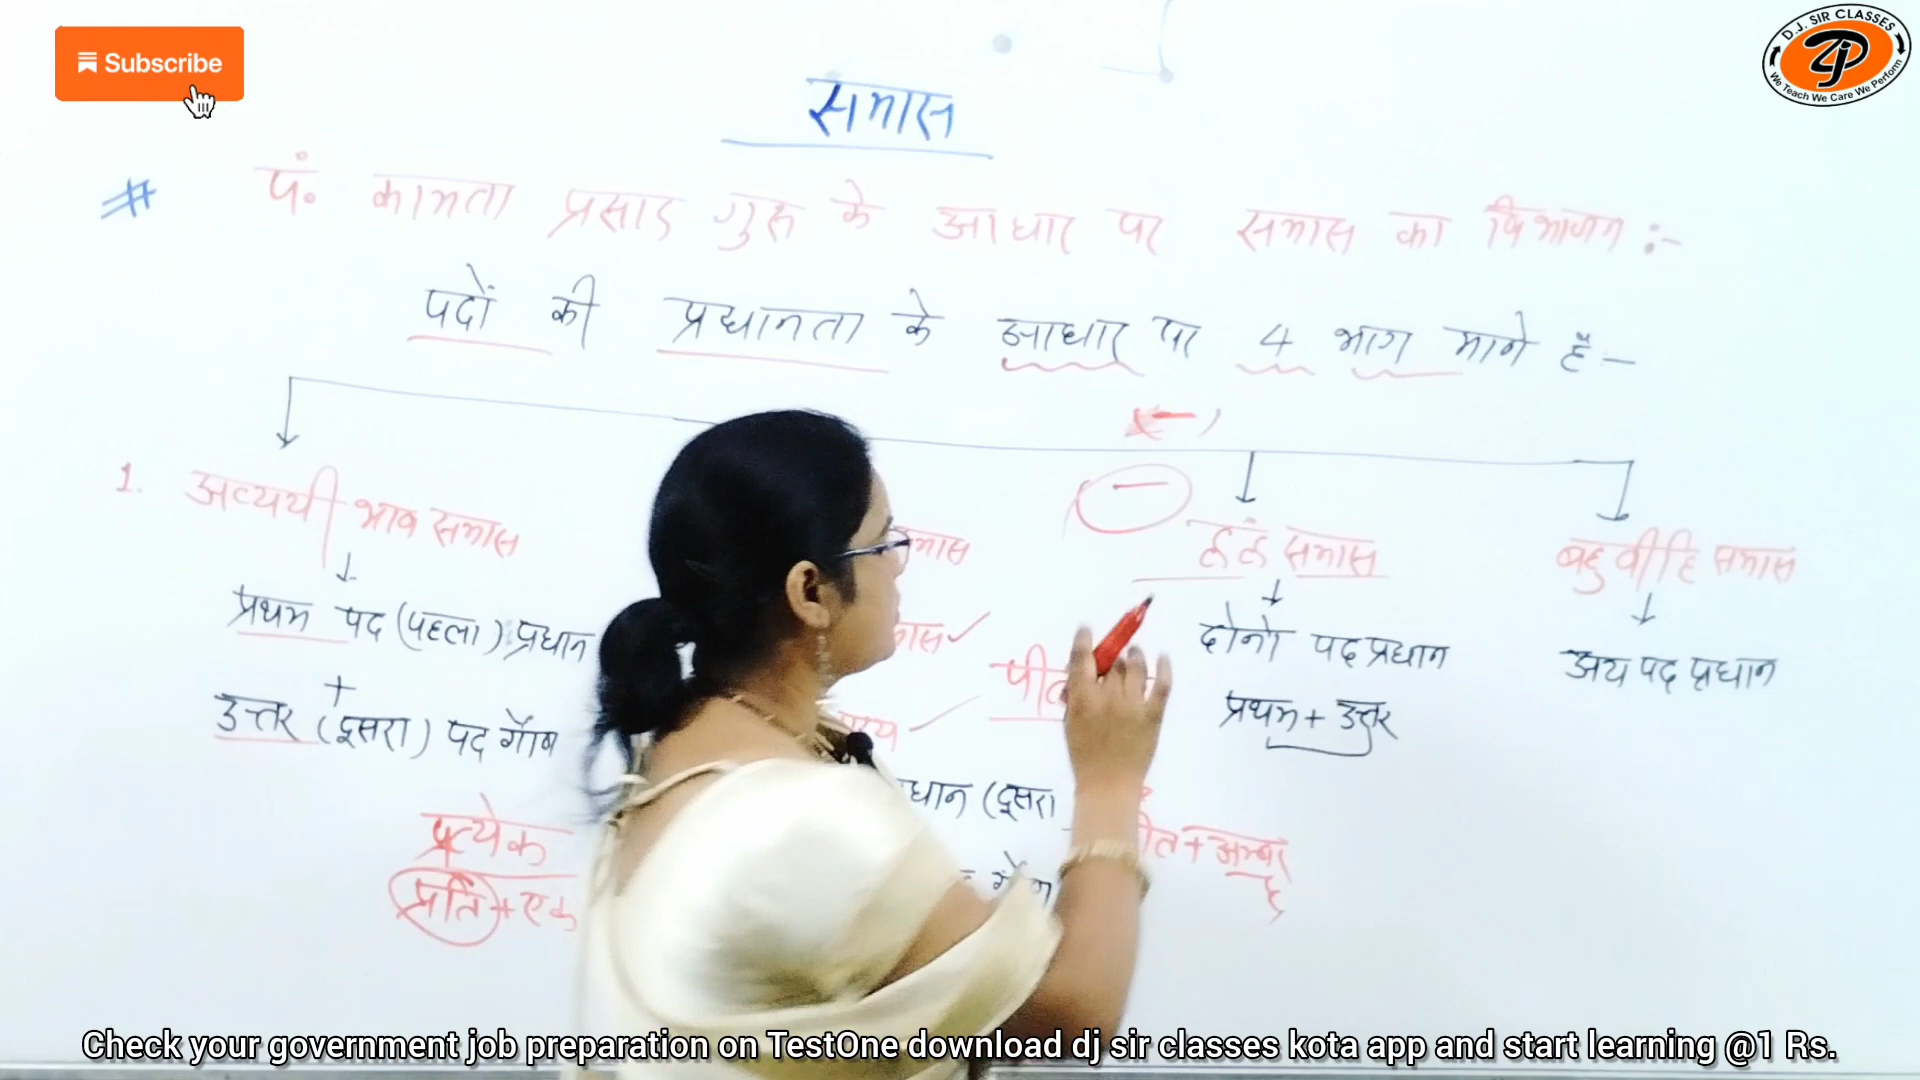 Subscribe
D.J. SIR CLASSES
We Teach We Care We Perform
समास
# पं. कामता प्रसाद गुरु के आधार पर समास का विभाजन :-
पदों की प्रधानता के आधार पर 4 भाग माने हैं :-
1. अव्ययी भाव समास
मास
द्वंद्व समास
बहुव्रीहि समास
प्रथम पद (पहला) प्रधान
दोनों पद प्रधान
अन्य पद प्रधान
+
उत्तर (दूसरा) पद गौण
प्रथम + उत्तर
धान (दूसरा
प्रत्येक
प्रति + एक
+ अम्बर
है
Check your government job preparation on TestOne download dj sir classes kota app and start learning @1 Rs.